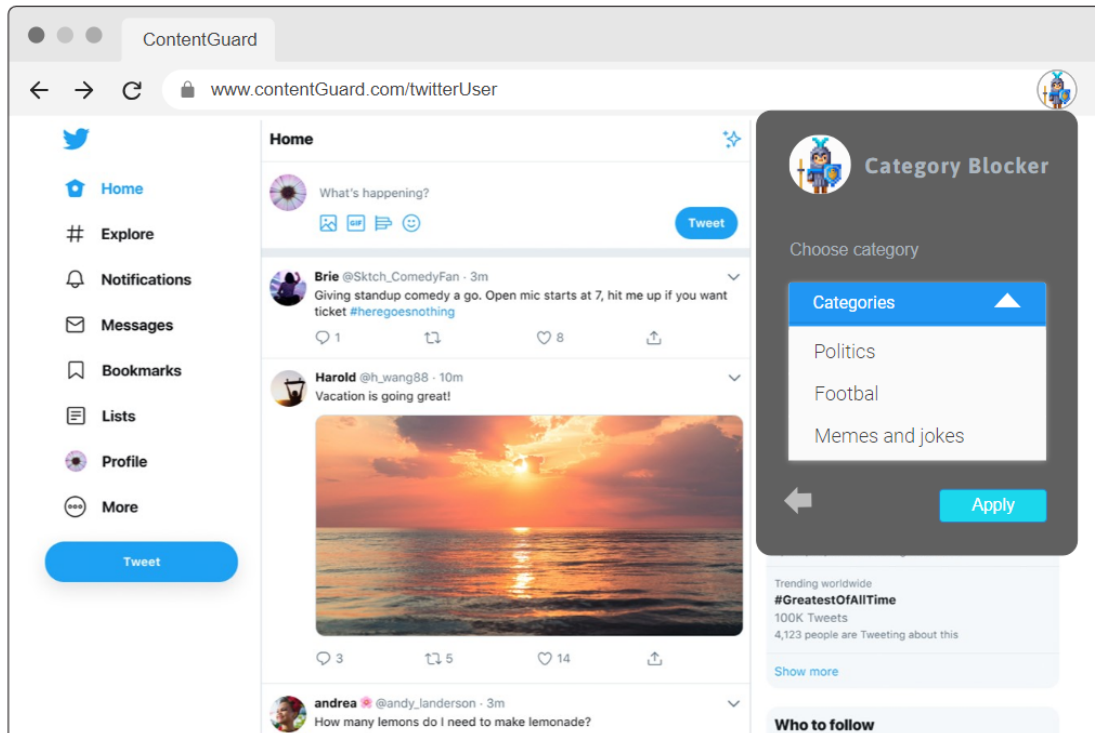 ContentGuard
www.contentGuard.com/twitterUser
Home
Explore
Notifications
Messages
Bookmarks
Lists
Profile
More
Tweet
Home
What's happening?
GIF
Tweet
Brie @Sktch_ComedyFan · 3m
Giving standup comedy a go. Open mic starts at 7, hit me up if you want
ticket #heregoesnothing
1
8
Harold @h_wang88 · 10m
Vacation is going great!
3
5
14
andrea @andy_landerson · 3m
How many lemons do I need to make lemonade?
Category Blocker
Choose category
Categories
Politics
Footbal
Memes and jokes
Apply
Trending worldwide
#GreatestOfAllTime
100K Tweets
4,123 people are Tweeting about this
Show more
Who to follow